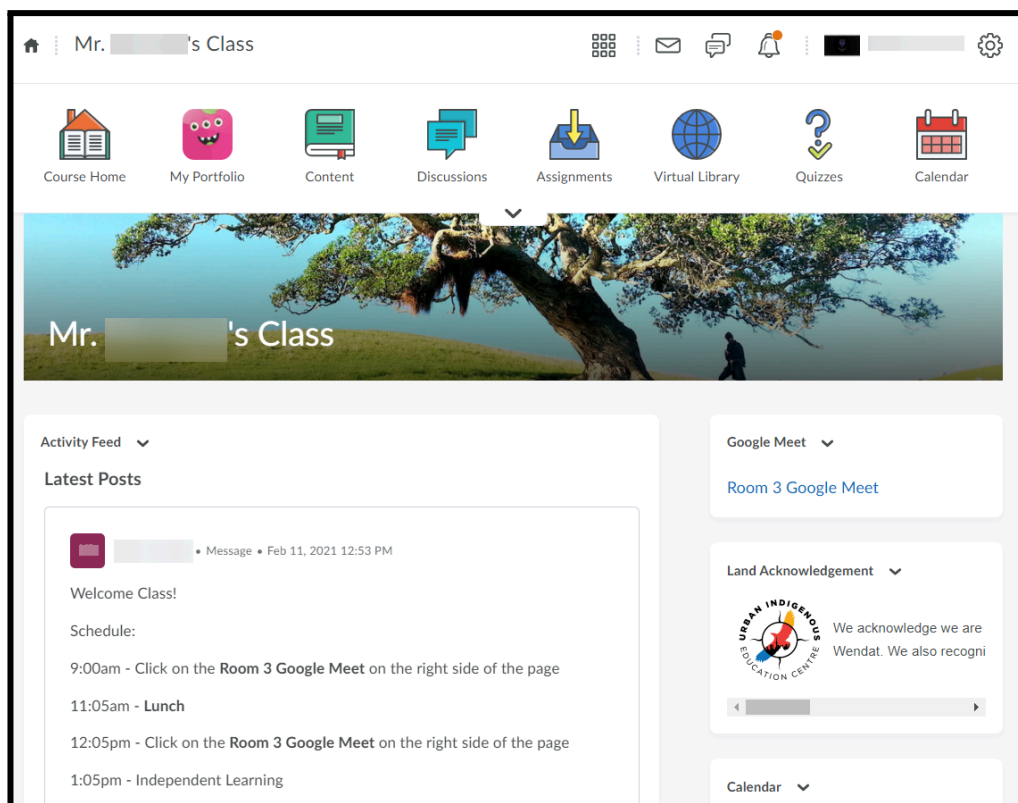 Mr. 's Class
Course Home
My Portfolio
Content
Discussions
Assignments
Virtual Library
Quizzes
Calendar
Mr. 's Class
Activity Feed
Latest Posts
• Message • Feb 11, 2021 12:53 PM
Welcome Class!
Schedule:
9:00am - Click on the Room 3 Google Meet on the right side of the page
11:05am - Lunch
12:05pm - Click on the Room 3 Google Meet on the right side of the page
1:05pm - Independent Learning
Google Meet
Room 3 Google Meet
Land Acknowledgement
URBAN INDIGENOUS
EDUCATION CENTRE
We acknowledge we are
Wendat. We also recogni
Calendar